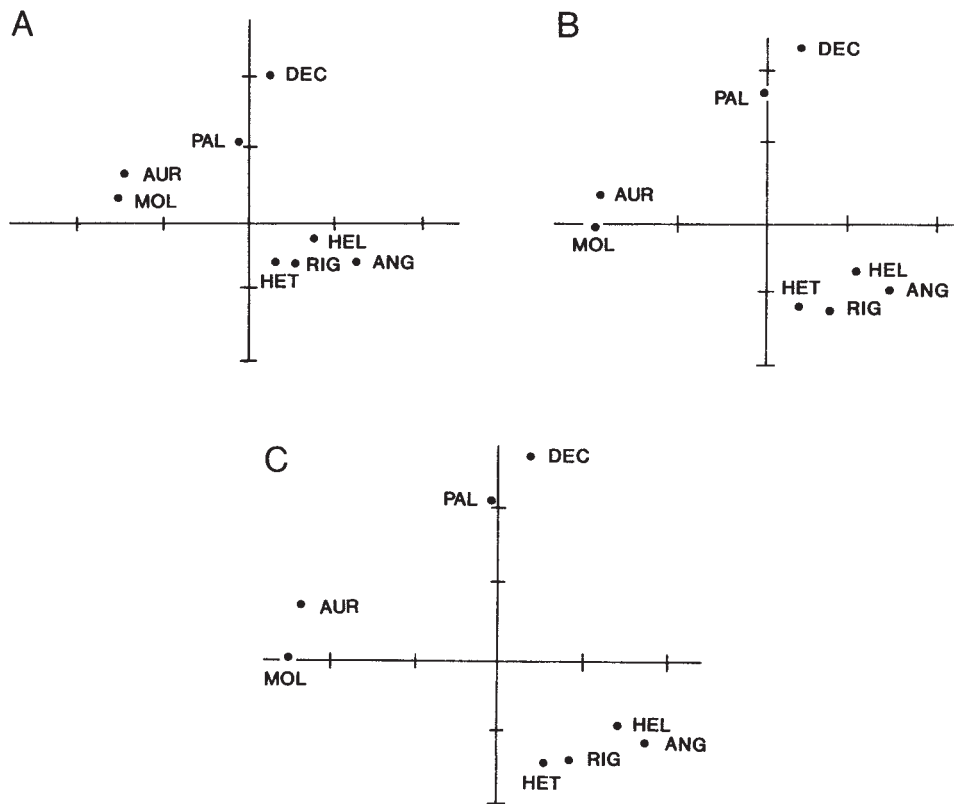 A
DEC
PAL
AUR
MOL
HEL
HET RIG ANG
B
DEC
PAL
AUR
MOL
HEL
HET ANG
RIG
C
DEC
PAL
AUR
MOL
HEL
ANG
RIG
HET